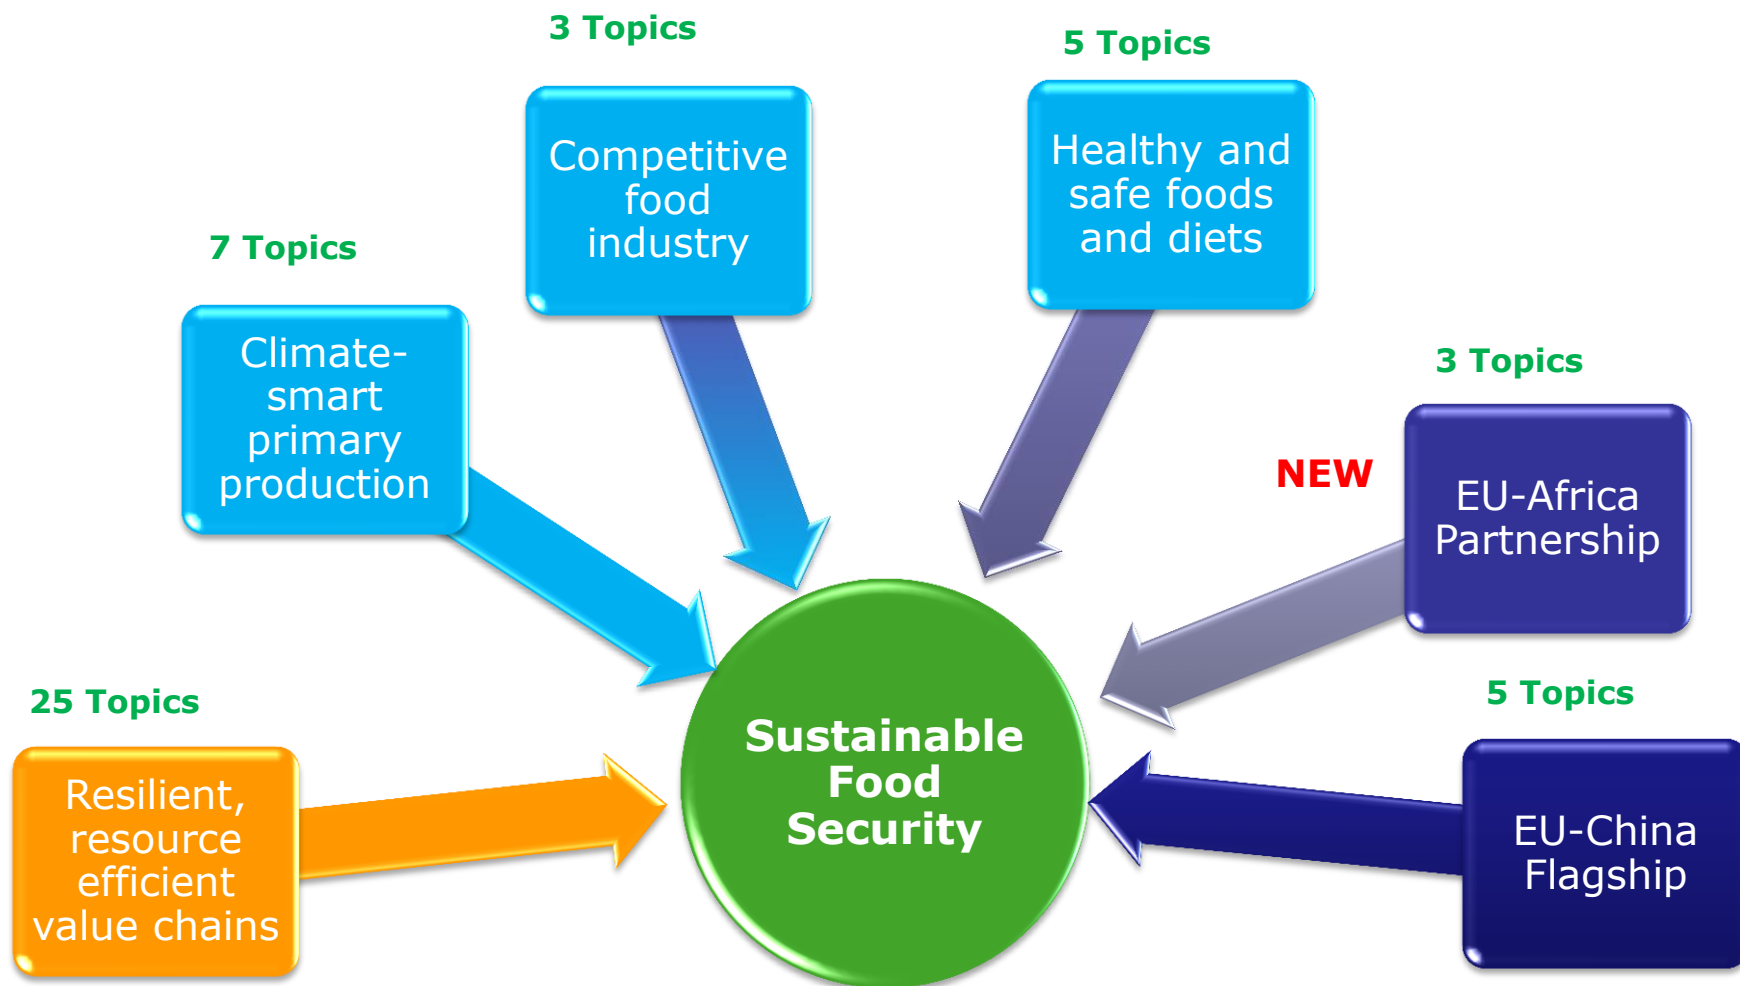 3 Topics
Competitive
food
industry
5 Topics
Healthy and
safe foods
and diets
7 Topics
Climate-
smart
primary
production
3 Topics
NEW
EU-Africa
Partnership
25 Topics
Resilient,
resource
efficient
value chains
Sustainable
Food
Security
5 Topics
EU-China
Flagship